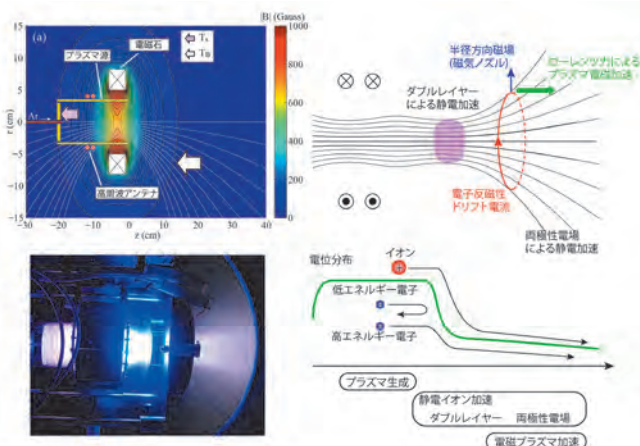 (a)
プラズマ源
電磁石
Ts
TB
|B| (Gauss)
1000
800
600
400
200
0
15
10
5
0
-5
-10
-15
r (cm)
Ar
高周波アンテナ
-30
-20
-10
0
10
20
30
40
z (cm)
半径方向磁場
(磁気ノズル)
ローレンツ力による
プラズマ電磁加速
ダブルレイヤー
による静電加速
電子反磁性
ドリフト電流
両極性電場
による静電加速
電位分布
イオン
低エネルギー電子
高エネルギー電子
プラズマ生成
静電イオン加速
ダブルレイヤー 両極性電場
電磁プラズマ加速